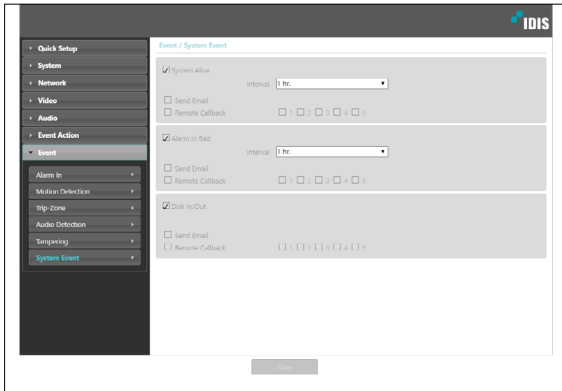 IDIS
Quick Setup
System
Network
Video
Audio
Event Action
Event
Alarm In
Motion Detection
Trip-Zone
Audio Detection
Tampering
System Event
Event / System Event
System Alive
Interval 1 hr.
Send Email
Remote Callback 1 2 3 4 5
Alarm In Bad
Interval 1 hr.
Send Email
Remote Callback 1 2 3 4 5
Disk In/Out
Send Email
Remote Callback 1 2 3 4 5
Save